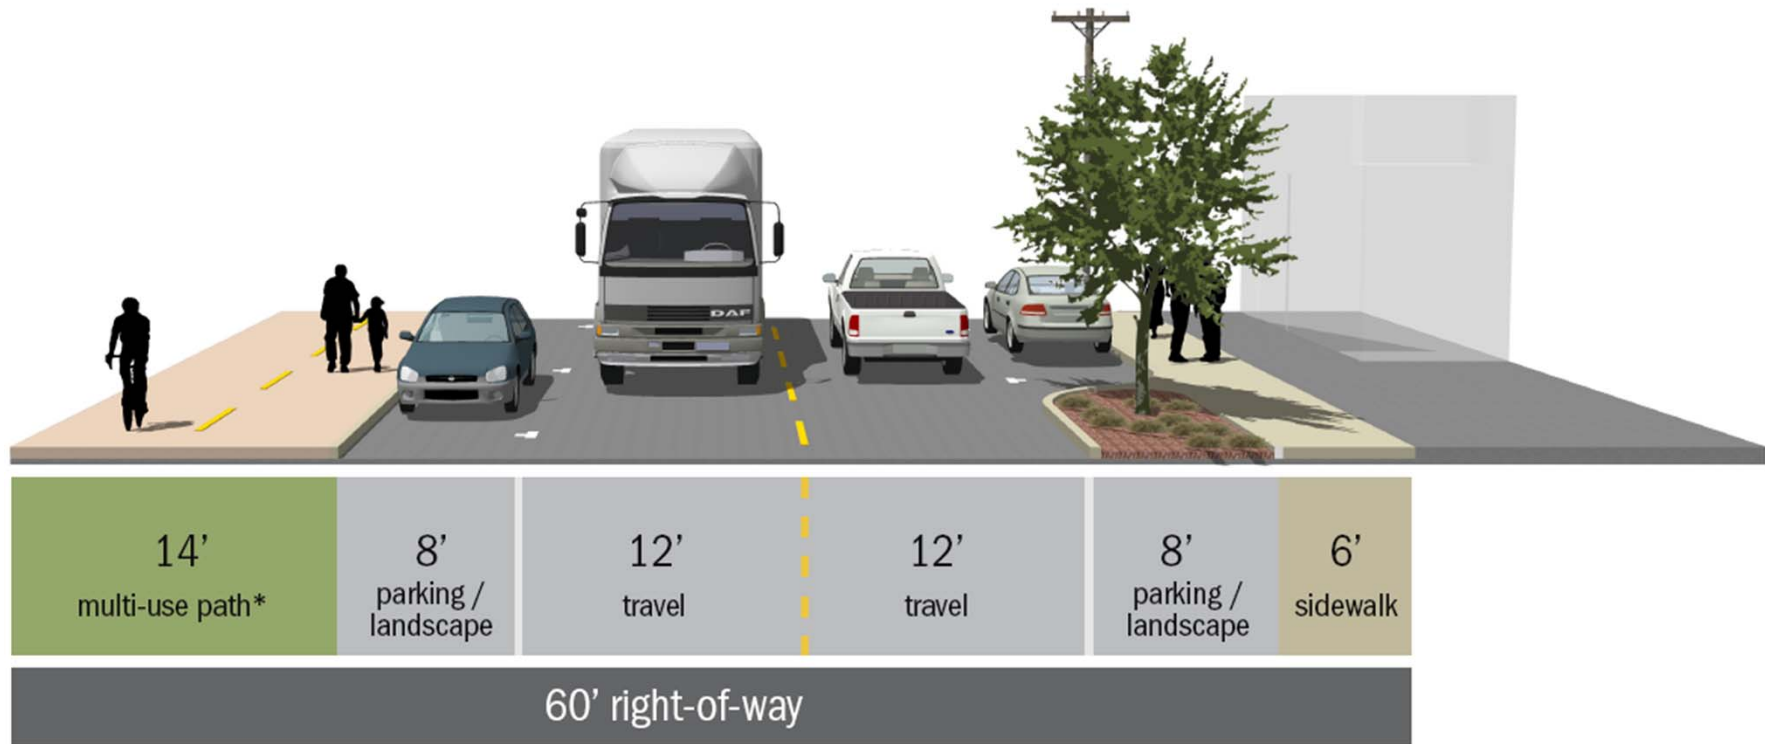 DAF
14’
multi-use path*
8’
parking /
landscape
12’
travel
12’
travel
8’
parking /
landscape
6’
sidewalk
60’ right-of-way